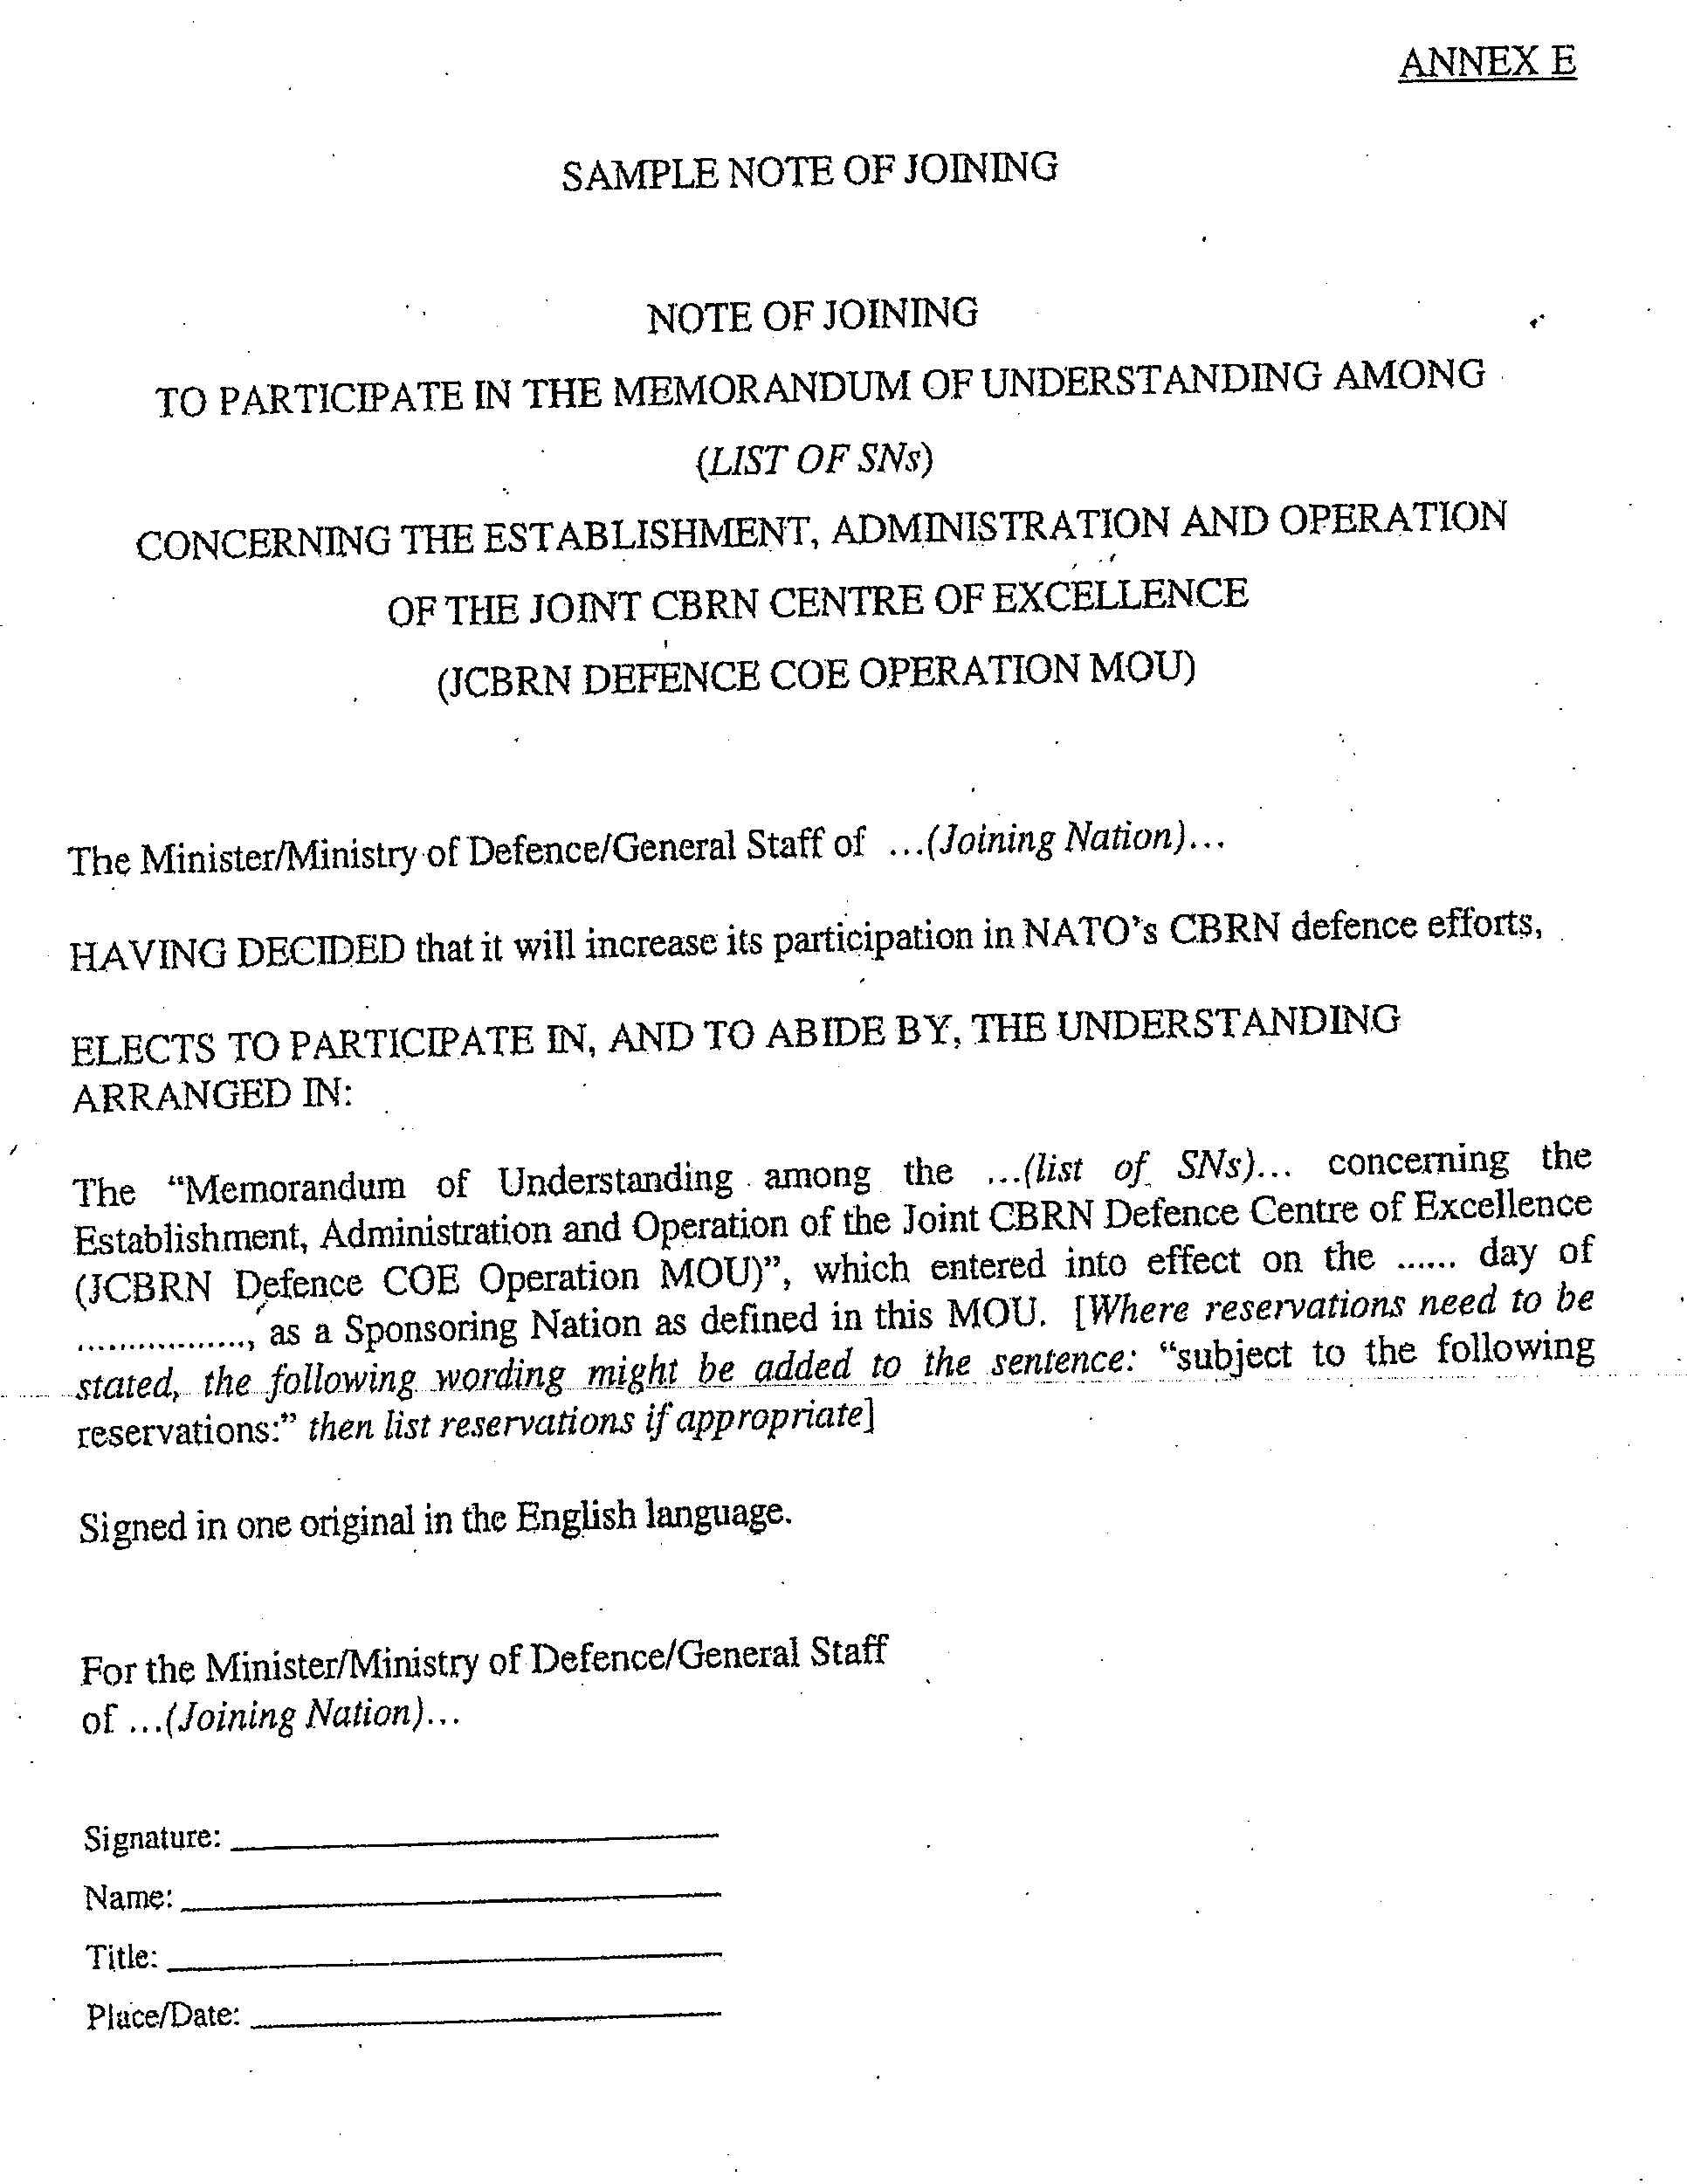 ANNEX E
SAMPLE NOTE OF JOINING
NOTE OF JOINING
TO PARTICIPATE IN THE MEMORANDUM OF UNDERSTANDING AMONG
(LIST OF SNs)
CONCERNING THE ESTABLISHMENT, ADMINISTRATION AND OPERATION
OF THE JOINT CBRN CENTRE OF EXCELLENCE
(JCBRN DEFENCE COE OPERATION MOU)
The Minister/Ministry of Defence/General Staff of ...(Joining Nation)...
HAVING DECIDED that it will increase its participation in NATO's CBRN defence efforts,
ELECTS TO PARTICIPATE IN, AND TO ABIDE BY, THE UNDERSTANDING
ARRANGED IN:
The “Memorandum of Understanding among the ...(list of SNs)... concerning the
Establishment, Administration and Operation of the Joint CBRN Defence Centre of Excellence
(JCBRN Defence COE Operation MOU)”, which entered into effect on the ...... day of
................., as a Sponsoring Nation as defined in this MOU. [Where reservations need to be
stated, the following wording might be added to the sentence: “subject to the following
reservations:” then list reservations if appropriate]
Signed in one original in the English language.
For the Minister/Ministry of Defence/General Staff
of ...(Joining Nation)...
Signature:
Name:
Title:
Place/Date: